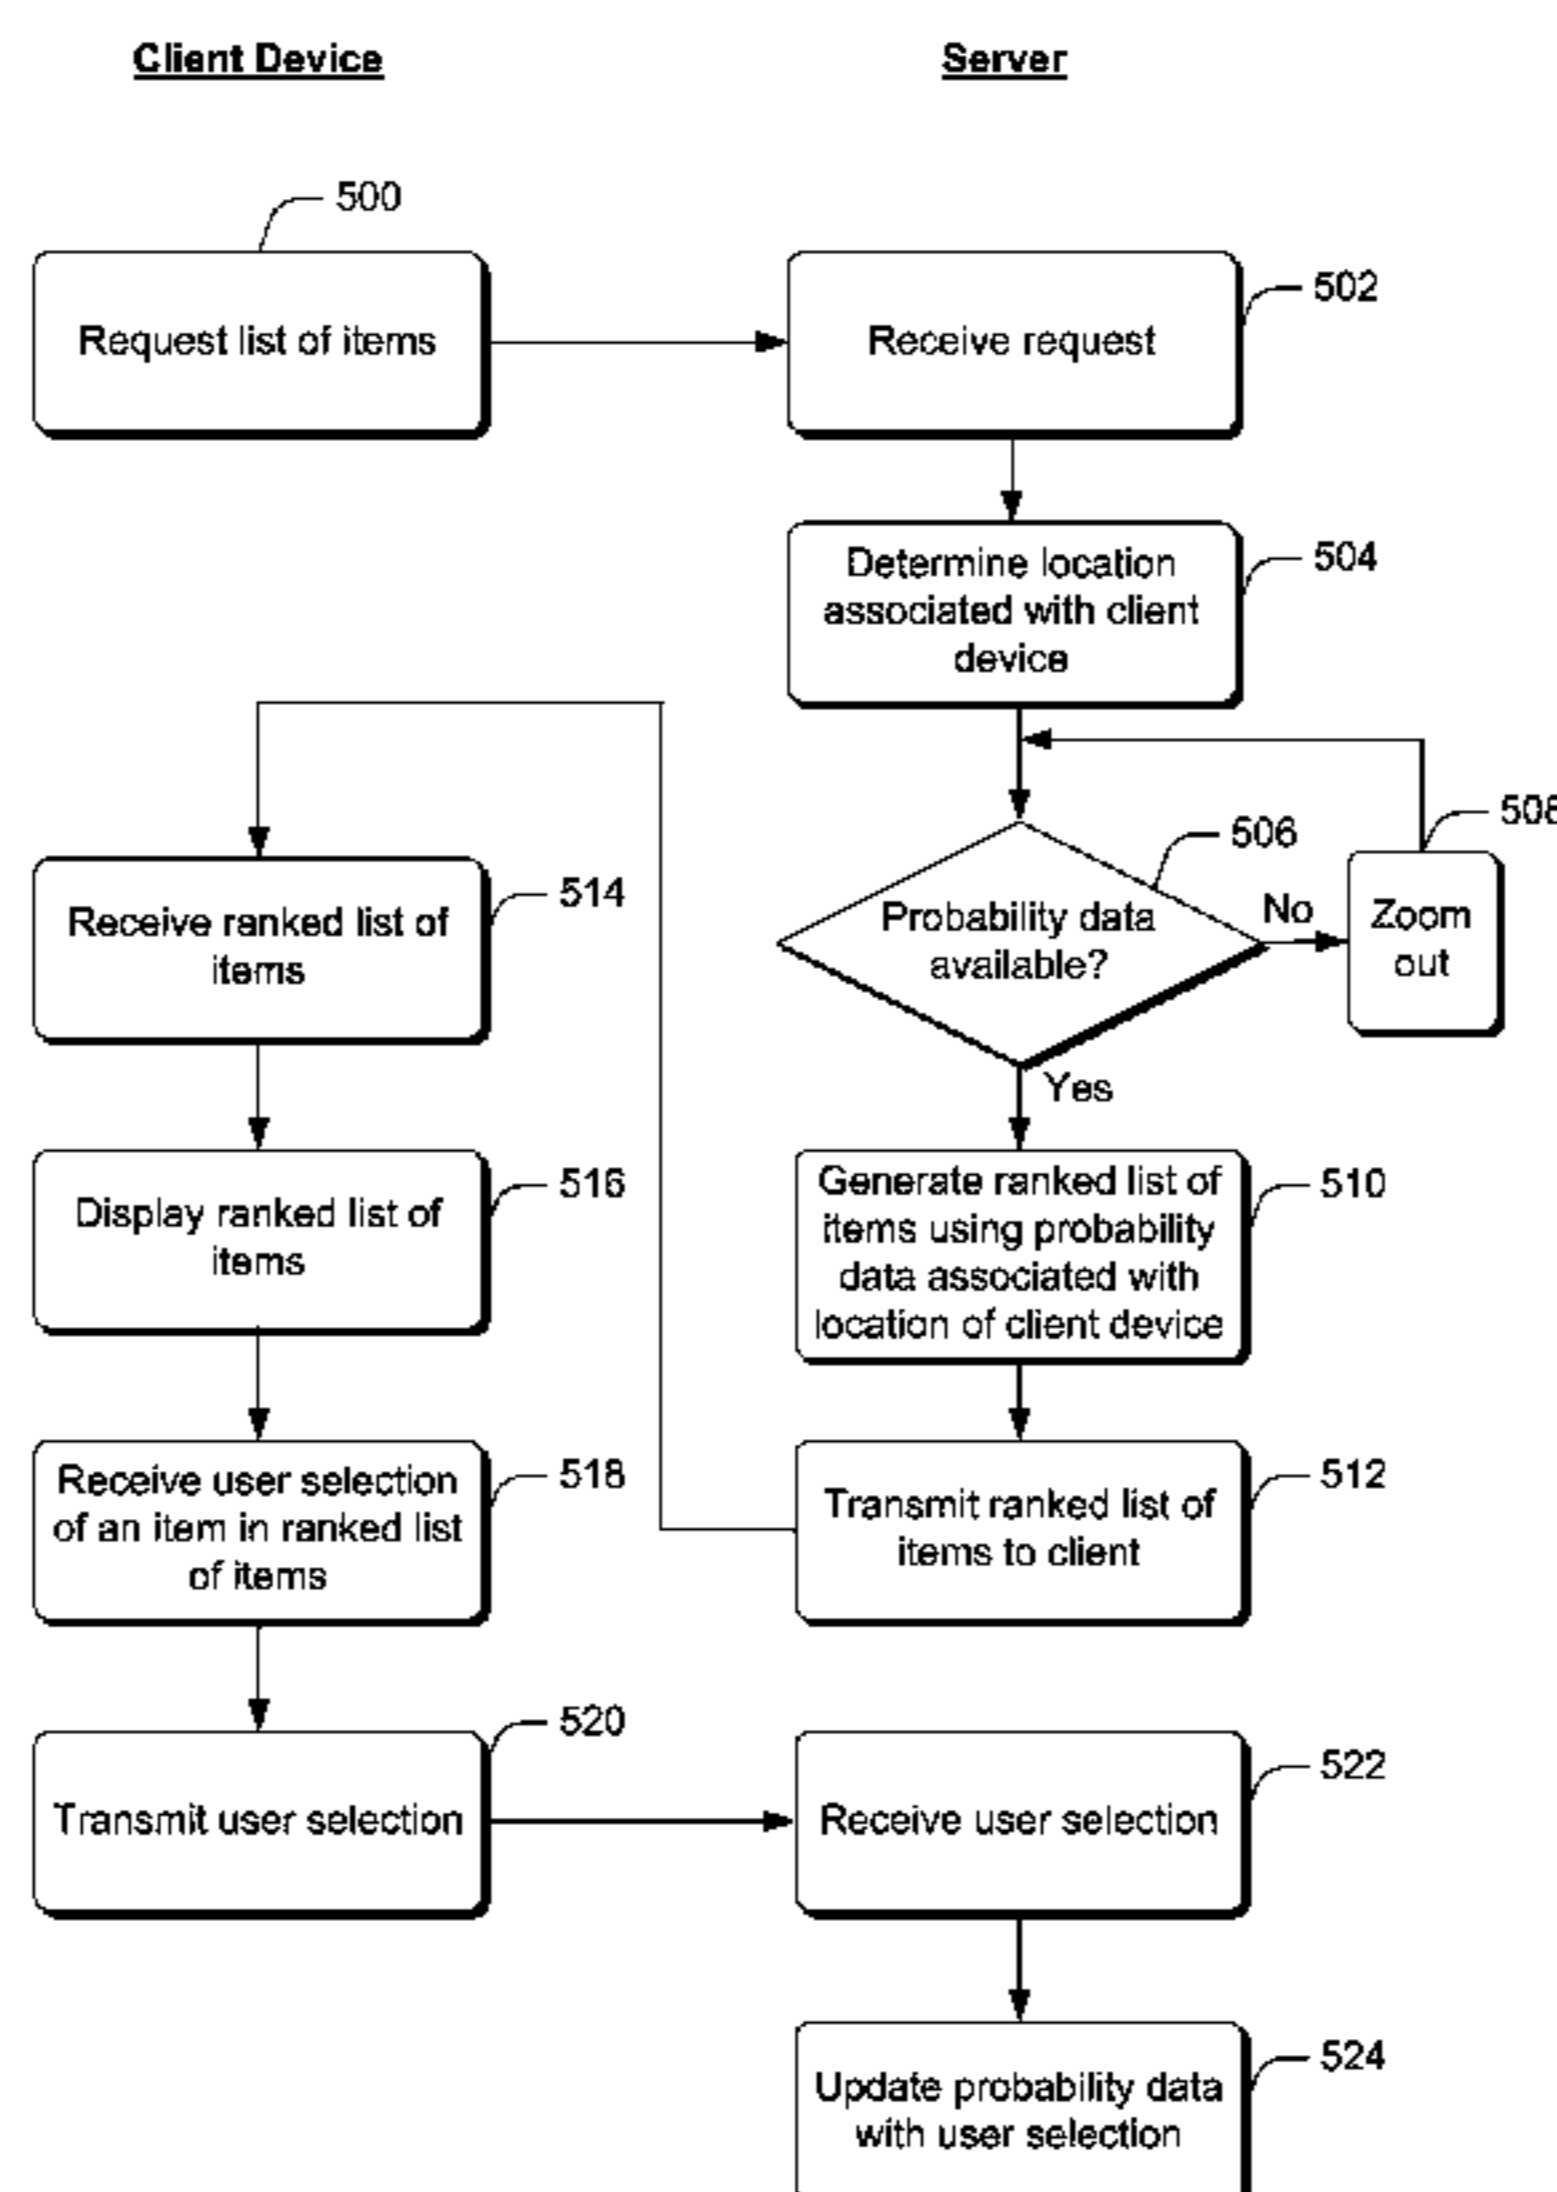 Client Device
Server
500
Request list of items
502
Receive request
504
Determine location
associated with client
device
506
Probability data
available?
No
508
Zoom
out
Yes
510
Generate ranked list of
items using probability
data associated with
location of client device
512
Transmit ranked list of
items to client
514
Receive ranked list of
items
516
Display ranked list of
items
518
Receive user selection
of an item in ranked list
of items
520
Transmit user selection
522
Receive user selection
524
Update probability data
with user selection